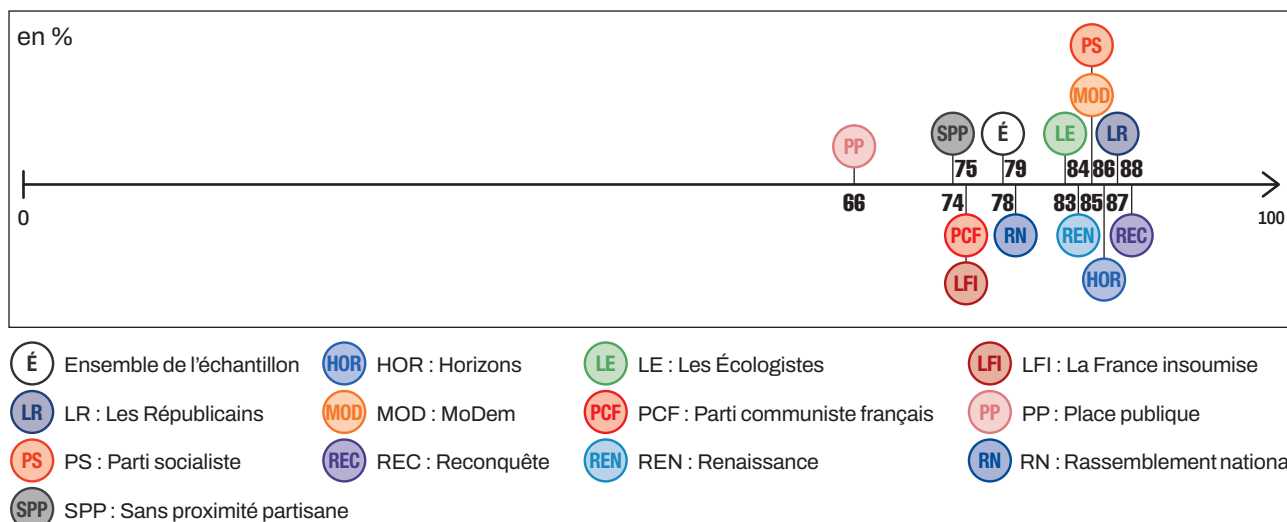 en %
PS
MOD
PP
SPP
É
LE
LR
75 79 84 86 88
0
66 74 78 83 85 87
100
PCF
RN
REN
REC
LFI
HOR
É Ensemble de l'échantillon
HOR HOR : Horizons
LE LE : Les Écologistes
LFI LFI : La France insoumise
LR LR : Les Républicains
MOD MOD : MoDem
PCF PCF : Parti communiste français
PP PP : Place publique
PS PS : Parti socialiste
REC REC : Reconquête
REN REN : Renaissance
RN RN : Rassemblement nationa
SPP SPP : Sans proximité partisane